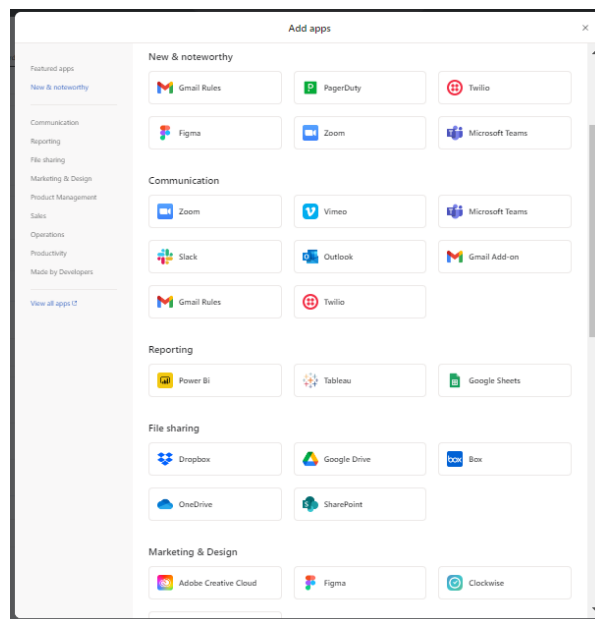 Add apps
Featured apps
New & noteworthy
Communication
Reporting
File sharing
Marketing & Design
Product Management
Sales
Operations
Productivity
Made by Developers
View all apps
New & noteworthy
Gmail Rules
PagerDuty
Twilio
Figma
Zoom
Microsoft Teams
Communication
Zoom
Vimeo
Microsoft Teams
Slack
Outlook
Gmail Add-on
Gmail Rules
Twilio
Reporting
Power Bi
Tableau
Google Sheets
File sharing
Dropbox
Google Drive
box
Box
OneDrive
SharePoint
Marketing & Design
Adobe Creative Cloud
Figma
Clockwise